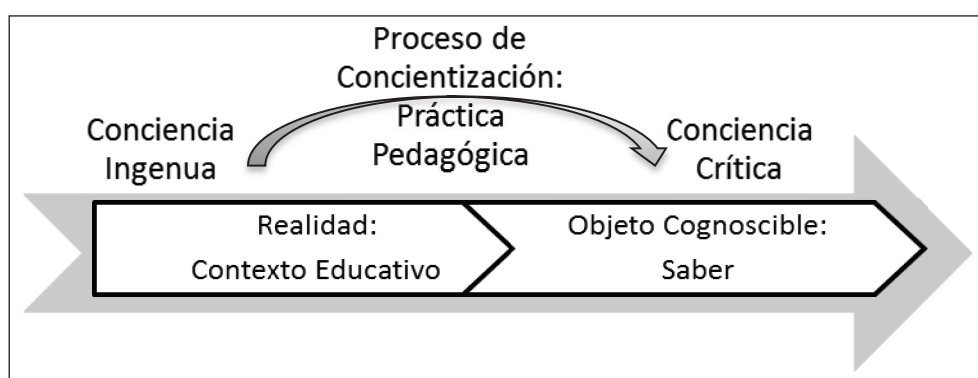 Proceso de
Concientización:
Práctica
Pedagógica
Conciencia
Ingenua
Conciencia
Crítica
Realidad:
Contexto Educativo
Objeto Cognoscible:
Saber